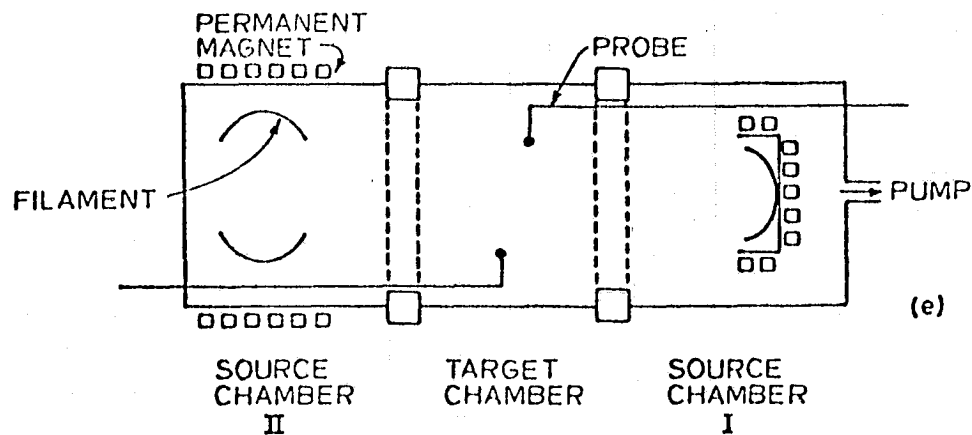 PERMANENT
MAGNET
PROBE
FILAMENT
PUMP
(e)
SOURCE
CHAMBER
II
TARGET
CHAMBER
SOURCE
CHAMBER
I